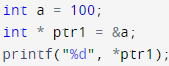 int a = 100;
int * ptr1 = &a;
printf("%d", *ptr1);